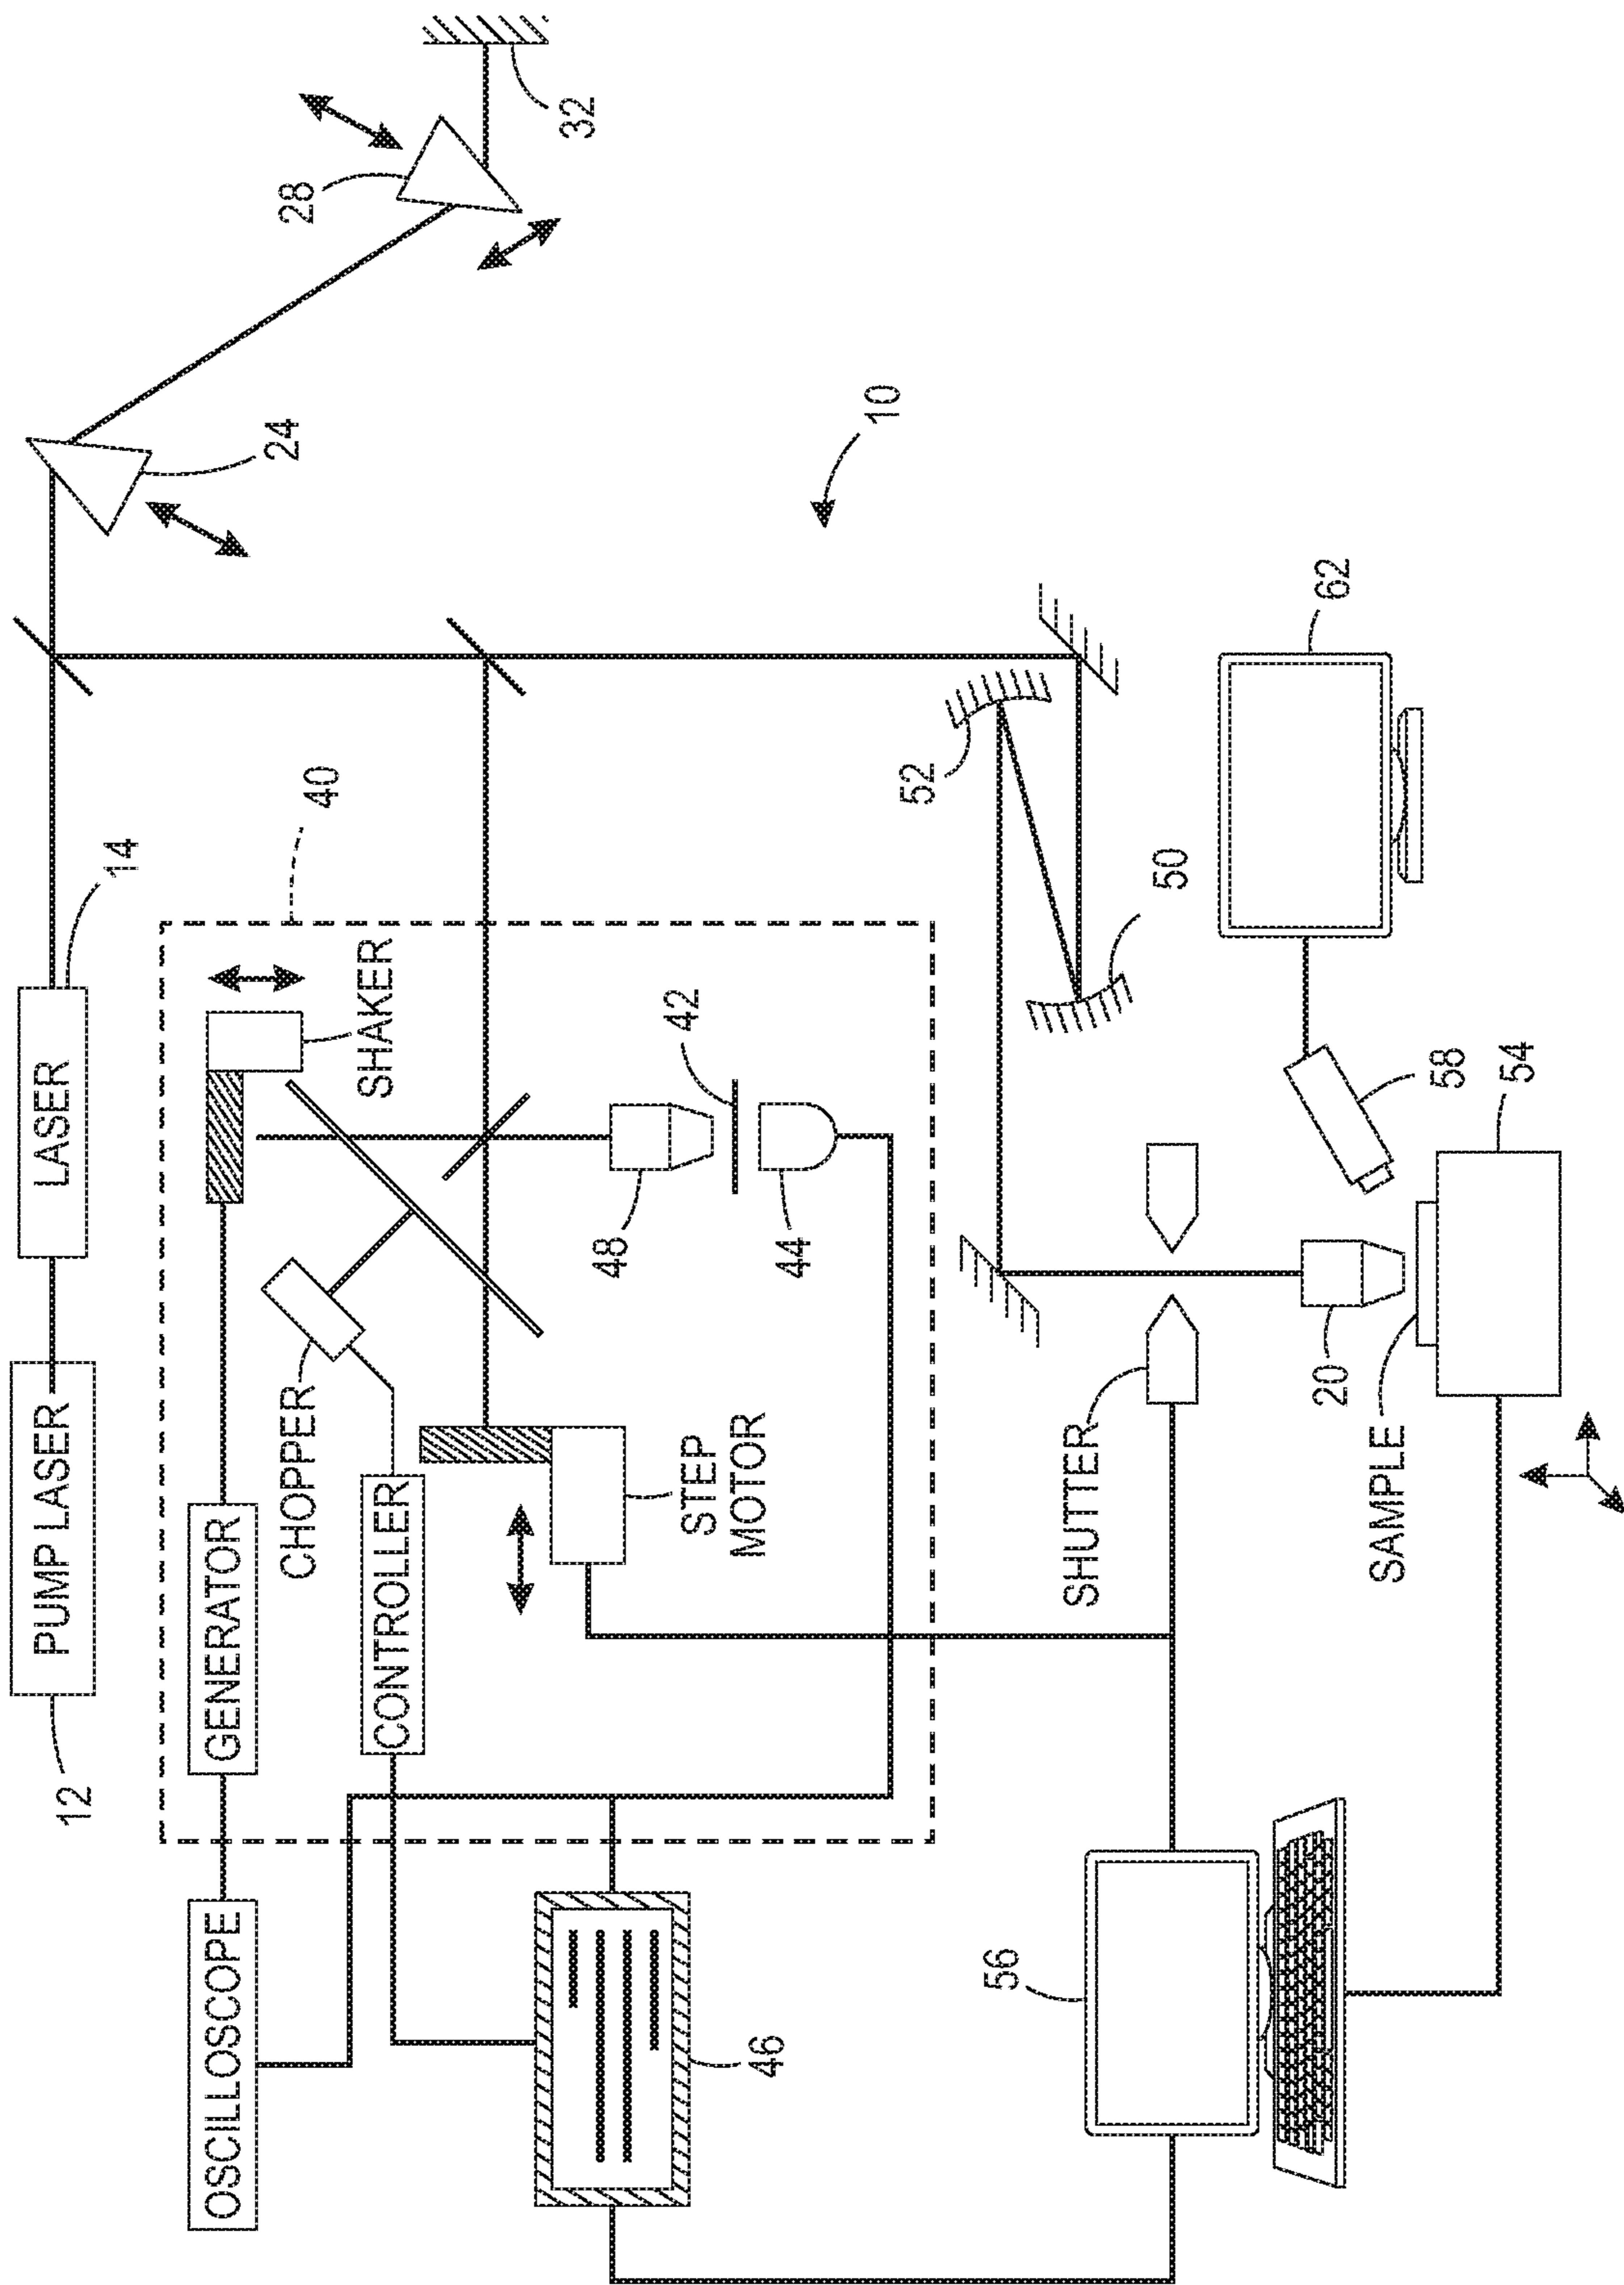 12
PUMP LASER
LASER
14
24
28
32
OSCILLOSCOPE
GENERATOR
CHOPPER
CONTROLLER
SHAKER
40
STEP
MOTOR
48
42
44
46
10
52
50
SHUTTER
56
20
SAMPLE
58
54
62